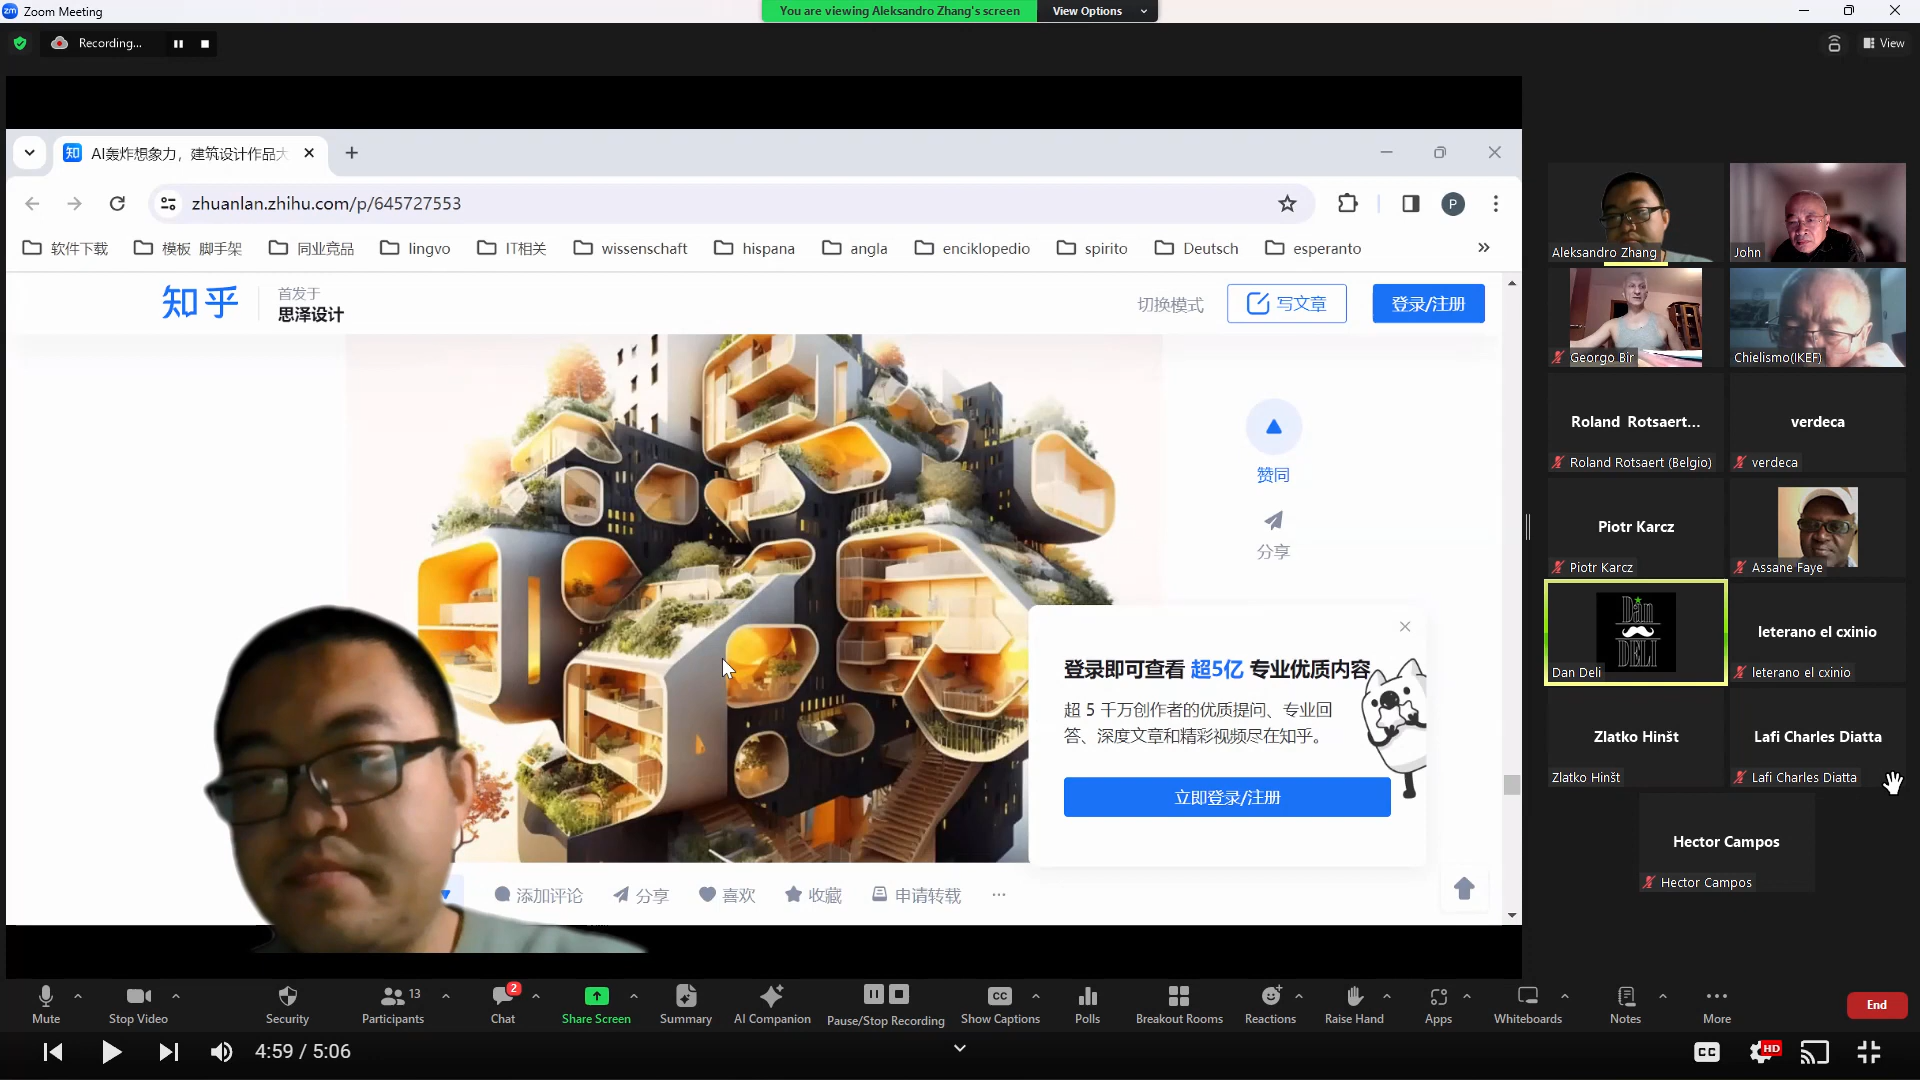 Zoom Meeting
You are viewing Aleksandro Zhang's screen
View Options
Recording...
View
知 AI轰炸想象力，建筑设计作品大
zhuanlan.zhihu.com/p/645727553
P
软件下载
模板 脚手架
同业竞品
lingvo
IT相关
wissenschaft
hispana
angla
enciklopedio
spirito
Deutsch
esperanto
知乎
首发于
思泽设计
切换模式
写文章
登录/注册
赞同
分享
登录即可查看 超5亿 专业优质内容
超 5 千万创作者的优质提问、专业回
答、深度文章和精彩视频尽在知乎。
立即登录/注册
添加评论
分享
喜欢
收藏
申请转载
Aleksandro Zhang
John
Georgo Bir
Chielismo(IKEF)
Roland Rotsaert...
Roland Rotsaert (Belgio)
verdeca
verdeca
Piotr Karcz
Piotr Karcz
Assane Faye
Dan
DELI
Dan Deli
leterano el cxinio
leterano el cxinio
Zlatko Hinšt
Zlatko Hinšt
Lafi Charles Diatta
Lafi Charles Diatta
Hector Campos
Hector Campos
Mute
Stop Video
Security
13
Participants
2
Chat
Share Screen
Summary
AI Companion
Pause/Stop Recording
CC
Show Captions
Polls
Breakout Rooms
Reactions
Raise Hand
Apps
Whiteboards
Notes
More
End
4:59 / 5:06
CC
HD